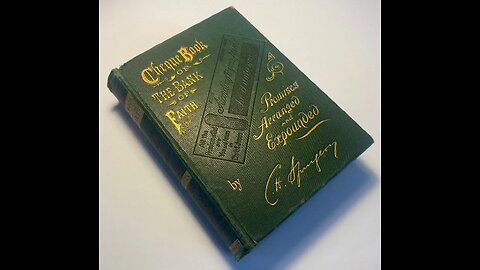 Cheque Book
OF
THE BANK
OF
FAITH
Promises
Arranged
and
Expounded
by
C. H. Spurgeon